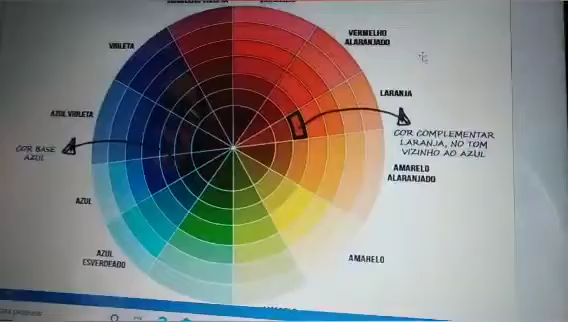 VERMELHO
ALARANJADO
VIOLETA
LARANJA
AZUL VIOLETA
COR COMPLEMENTAR
LARANJA, NO TOM
VIZINHO AO AZUL
COR BASE
AZUL
AMARELO
ALARANJADO
AZUL
AZUL
ESVERDEADO
AMARELO